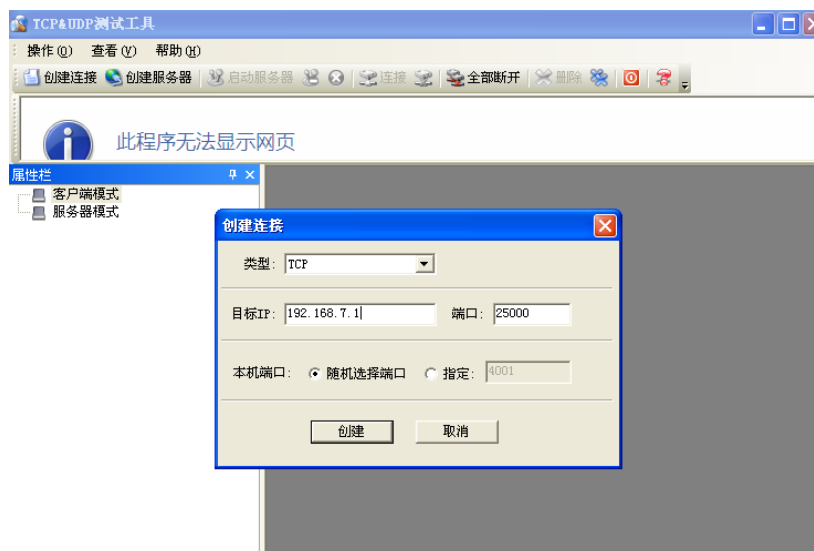 TCP&UDP测试工具
操作(O) 查看(V) 帮助(H)
创建连接 创建服务器 启动服务器 连接 全部断开 删除
此程序无法显示网页
属性栏
客户端模式
服务器模式
创建连接
类型: TCP
目标IP: 192.168.7.1 端口: 25000
本机端口: 随机选择端口 指定: 4001
创建 取消